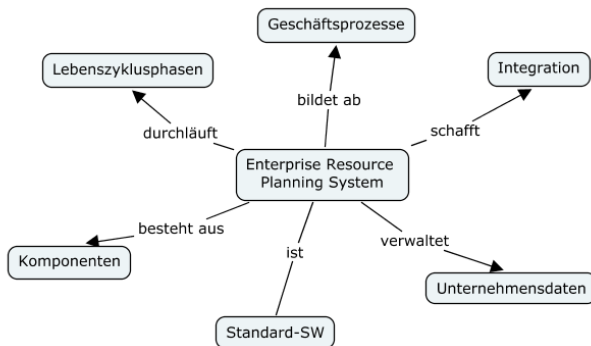 Geschäftsprozesse
Lebenszyklusphasen
Integration
bildet ab
durchläuft
schafft
Enterprise Resource
Planning System
besteht aus
ist
verwaltet
Komponenten
Unternehmensdaten
Standard-SW